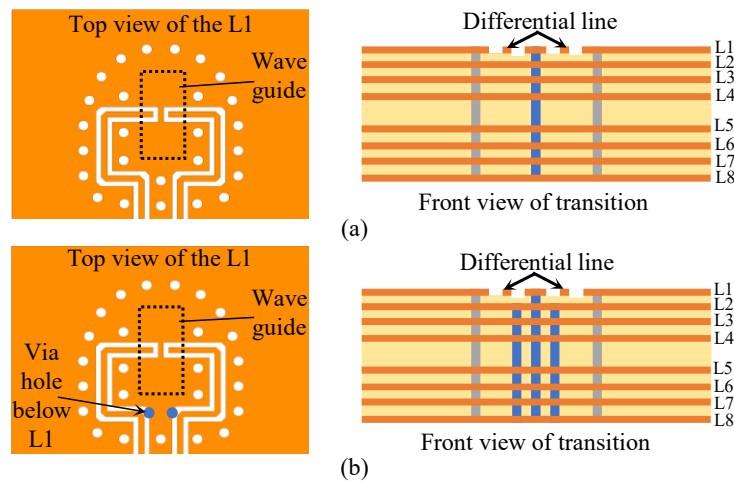 Top view of the L1
Wave
guide
Differential line
L1
L2
L3
L4
L5
L6
L7
L8
Front view of transition
(a)
Top view of the L1
Wave
guide
Via
hole
below
L1
Differential line
L1
L2
L3
L4
L5
L6
L7
L8
Front view of transition
(b)